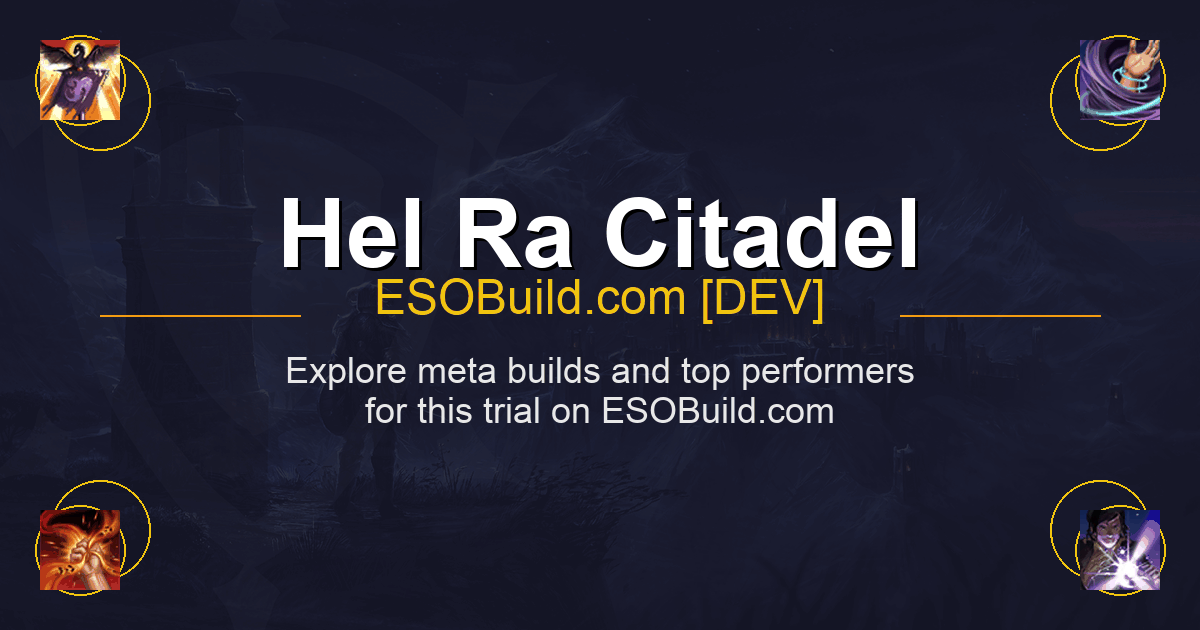 Hel Ra Citadel
ESOBuild.com [DEV]
Explore meta builds and top performers
for this trial on ESOBuild.com